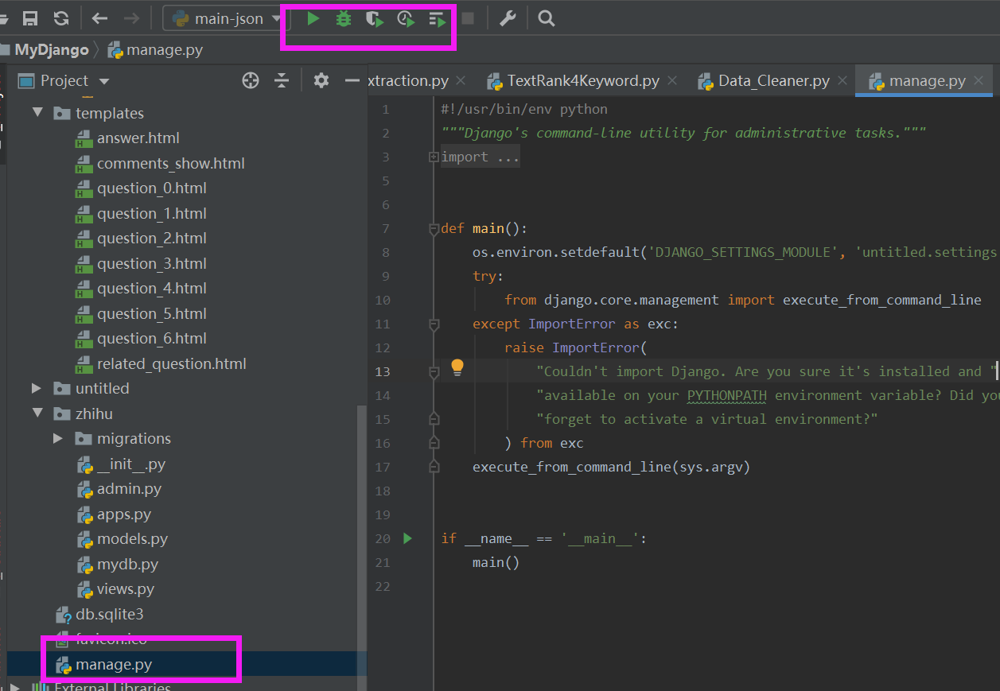 main-json
MyDjango
manage.py
Project
xtraction.py
TextRank4Keyword.py
Data_Cleaner.py
manage.py
templates
answer.html
comments_show.html
question_0.html
question_1.html
question_2.html
question_3.html
question_4.html
question_5.html
question_6.html
related_question.html
untitled
zhihu
migrations
__init__.py
admin.py
apps.py
models.py
mydb.py
views.py
db.sqlite3
favicon.ico
manage.py
External Libraries
1 #!/usr/bin/env python
2 """Django's command-line utility for administrative tasks."""
3 import ...
5
6
7 def main():
8 os.environ.setdefault('DJANGO_SETTINGS_MODULE', 'untitled.settings
9 try:
10 from django.core.management import execute_from_command_line
11 except ImportError as exc:
12 raise ImportError(
13 "Couldn't import Django. Are you sure it's installed and "
14 "available on your PYTHONPATH environment variable? Did you
15 "forget to activate a virtual environment?"
16 ) from exc
17 execute_from_command_line(sys.argv)
18
19
20 if __name__ == '__main__':
21 main()
22